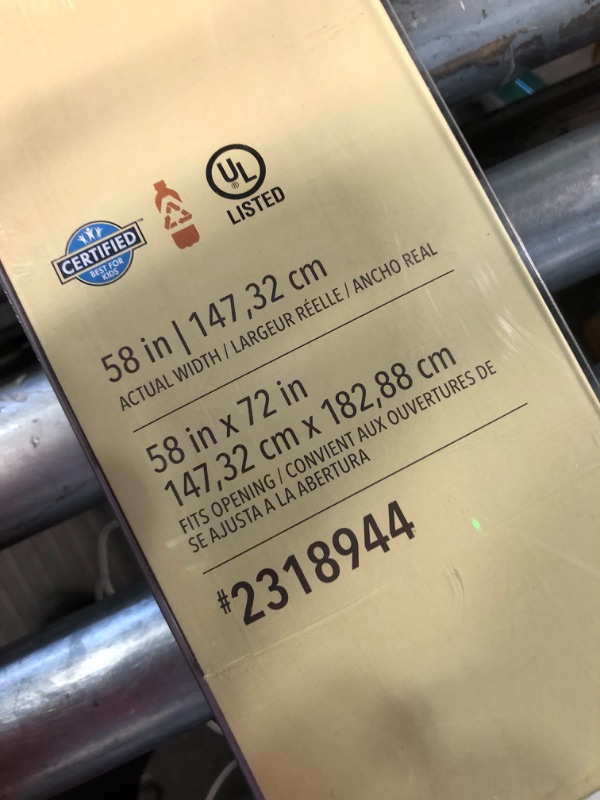 UL
®
LISTED
CERTIFIED™
BEST FOR
KIDS
58 in | 147,32 cm
ACTUAL WIDTH / LARGEUR RÉELLE / ANCHO REAL
58 in x 72 in
147,32 cm x 182,88 cm
FITS OPENING / CONVIENT AUX OUVERTURES DE
SE AJUSTA A LA ABERTURA
#2318944